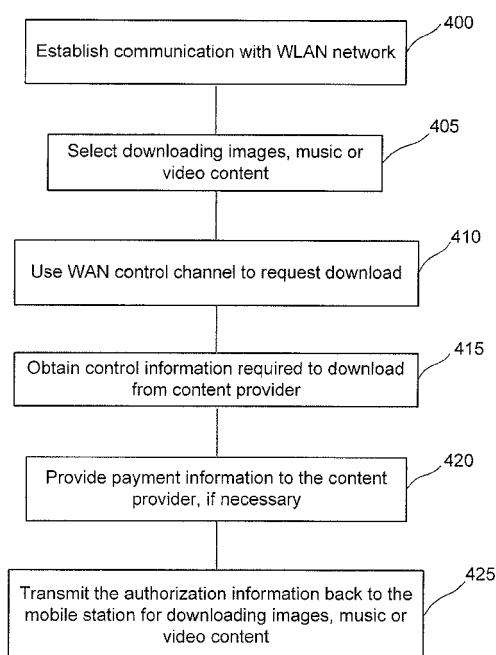 400
Establish communication with WLAN network
405
Select downloading images, music or
video content
410
Use WAN control channel to request download
415
Obtain control information required to download
from content provider
420
Provide payment information to the content
provider, if necessary
425
Transmit the authorization information back to the
mobile station for downloading images, music or
video content